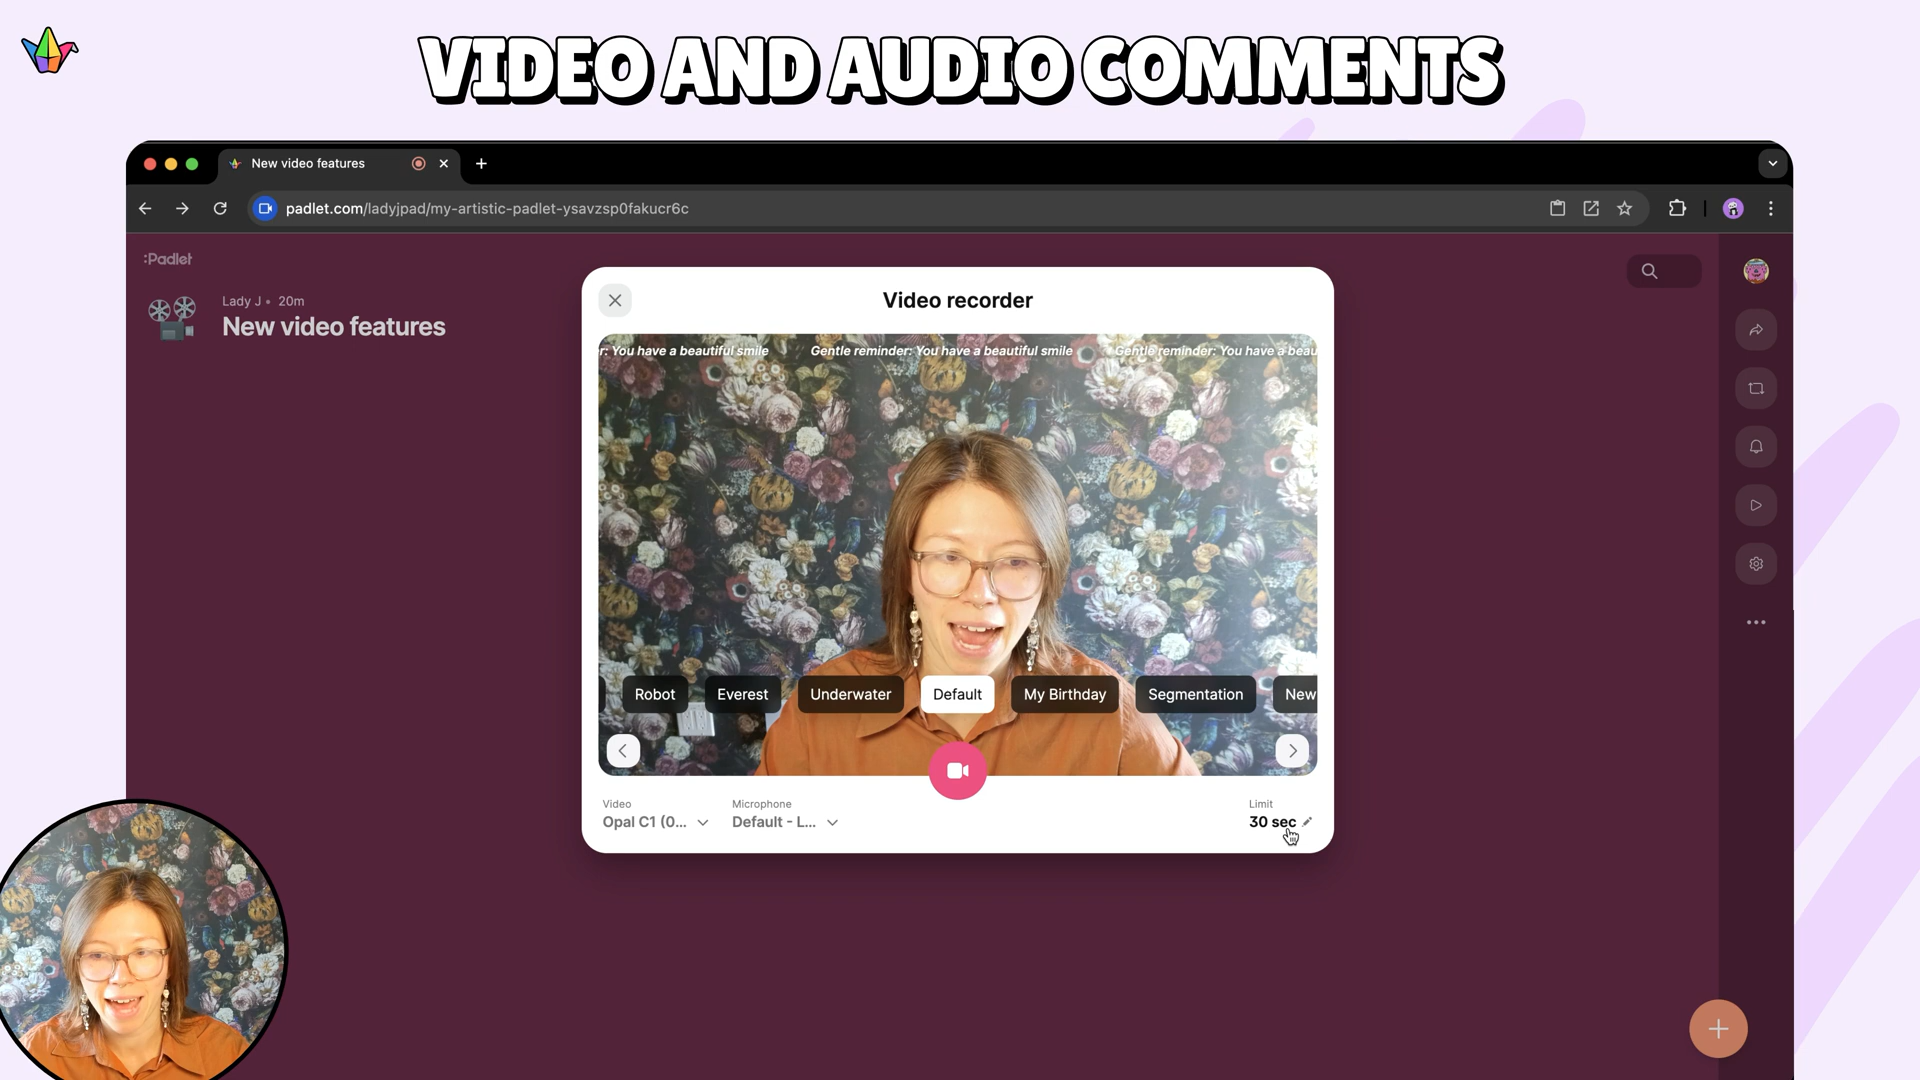 VIDEO AND AUDIO COMMENTS
New video features
padlet.com/ladyjpad/my-artistic-padlet-ysavzsp0fakucr6c
:Padlet
Lady J • 20m
New video features
Video recorder
r: You have a beautiful smile Gentle reminder: You have a beautiful smile Gentle reminder: You have a beau
Robot Everest Underwater Default My Birthday Segmentation New
Video Microphone Limit
Opal C1 (0... Default - L... 30 sec